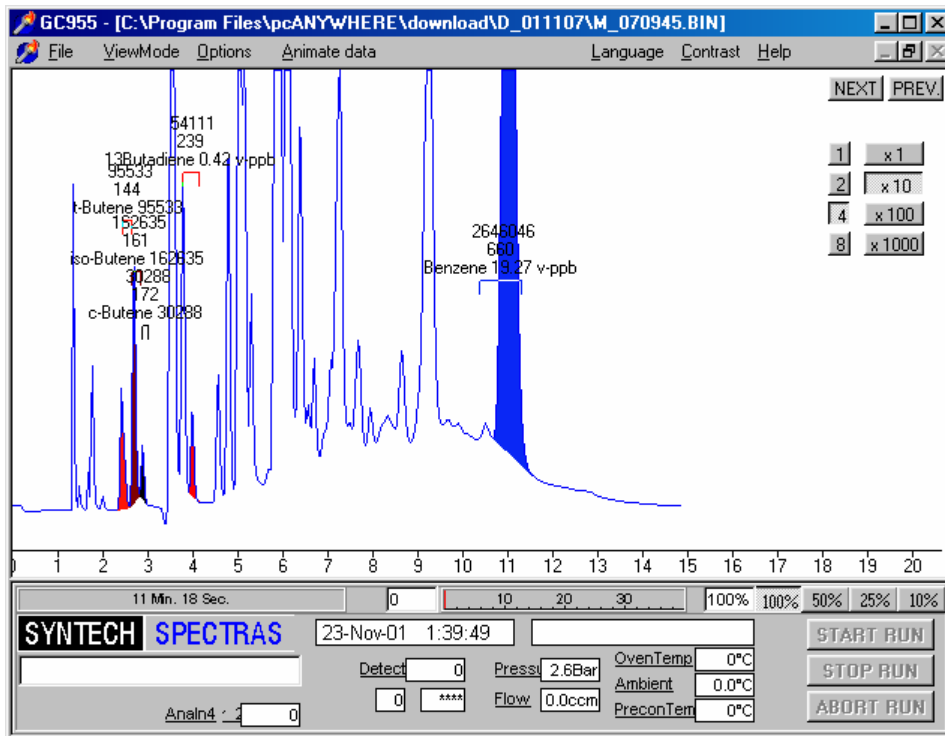 GC955 - [C:\Program Files\pcANYWHERE\download\D_011107\M_070945.BIN]
File ViewMode Options Animate data Language Contrast Help
NEXT PREV.
54111
239
13Butadiene 0.42 v-ppb
95533
144
t-Butene 95533
162635
161
iso-Butene 162635
30288
172
c-Butene 30288
2646046
660
Benzene 19.27 v-ppb
1 x 1
2 x 10
4 x 100
8 x 1000
0 1 2 3 4 5 6 7 8 9 10 11 12 13 14 15 16 17 18 19 20
11 Min. 18 Sec. 0 10 20 30 100% 100% 50% 25% 10%
SYNTECH SPECTRAS 23-Nov-01 1:39:49
START RUN
STOP RUN
ABORT RUN
Detect 0 Pressu 2.6Bar OvenTemp 0°C
0 **** Flow 0.0ccm Ambient 0.0°C
Analn4 : 2 0 PreconTem 0°C